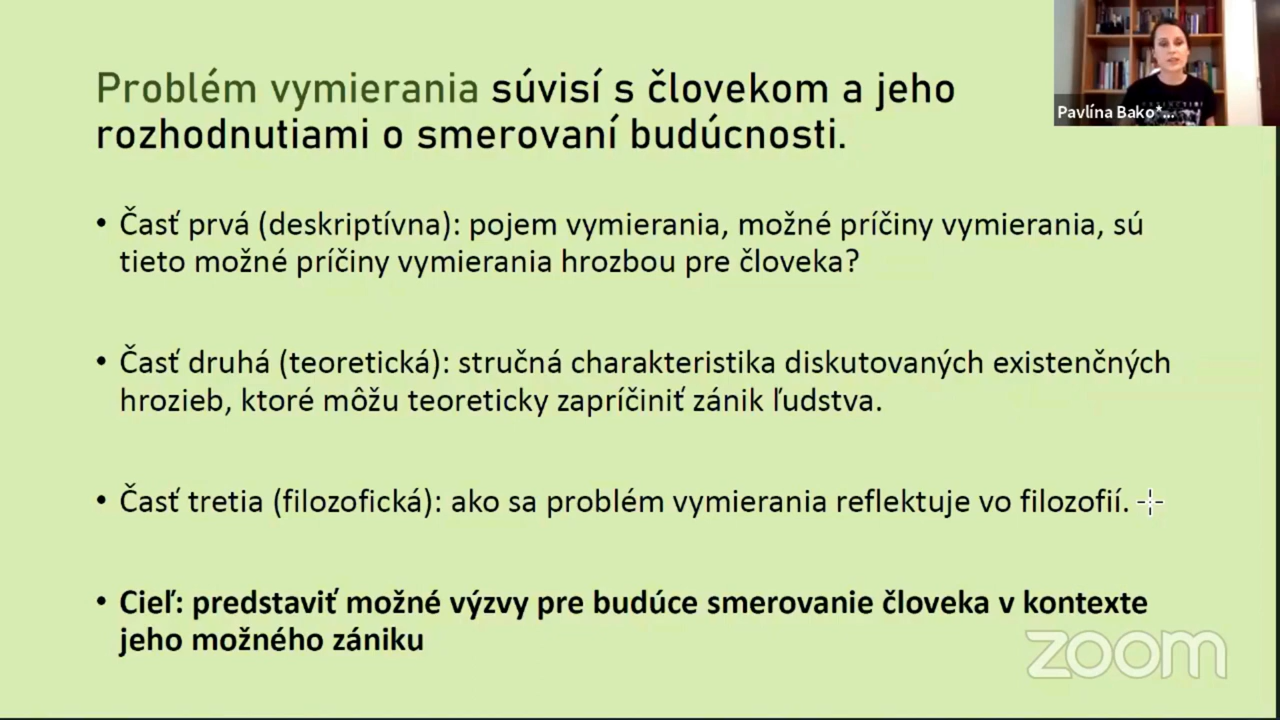 Problém vymierania súvisí s človekom a jeho
rozhodnutiami o smerovaní budúcnosti.
Pavlína Bako*...
• Časť prvá (deskriptívna): pojem vymierania, možné príčiny vymierania, sú
tieto možné príčiny vymierania hrozbou pre človeka?
• Časť druhá (teoretická): stručná charakteristika diskutovaných existenčných
hrozieb, ktoré môžu teoreticky zapríčiniť zánik ľudstva.
• Časť tretia (filozofická): ako sa problém vymierania reflektuje vo filozofií.
• Cieľ: predstaviť možné výzvy pre budúce smerovanie človeka v kontexte
jeho možného zániku
zoom